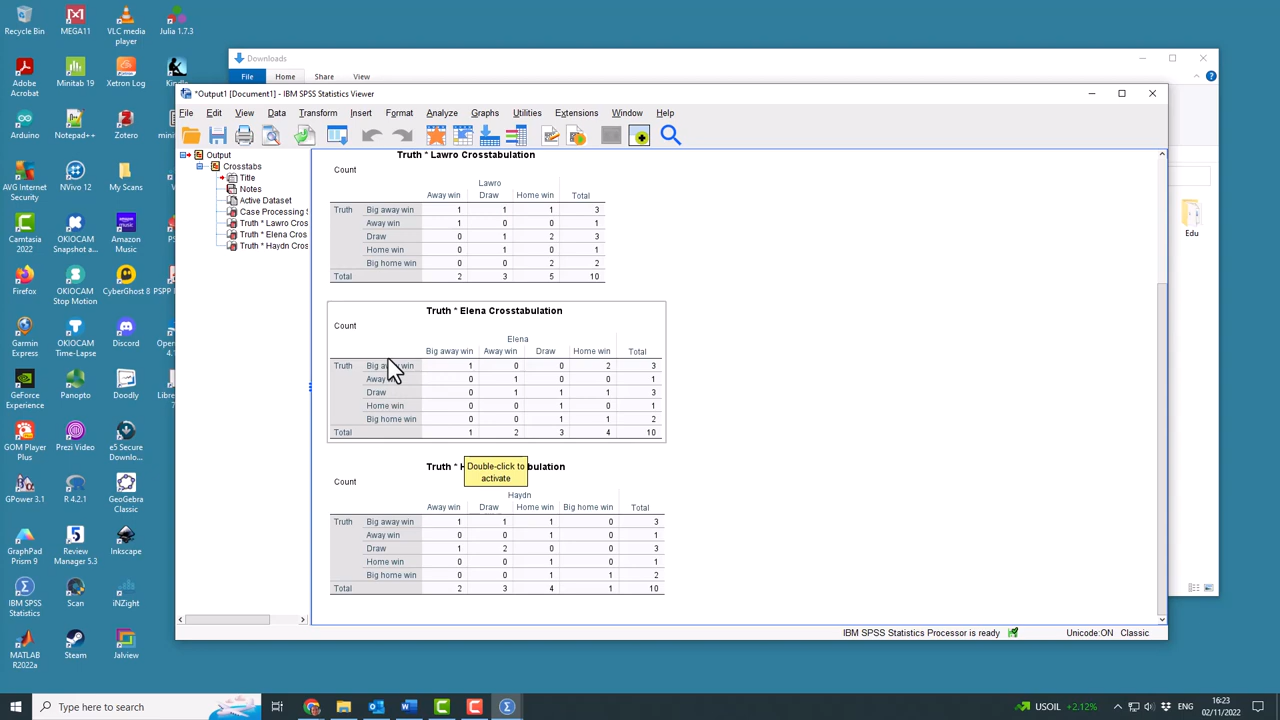 Recycle Bin
MEGA11
VLC media
player
Julia 1.7.3
Adobe
Acrobat
Minitab 19
Xetron Log
Kindle
Arduino
Notepad++
Zotero
AVG Internet
Security
NVivo 12
My Scans
Camtasia
2022
OKIOCAM
Snapshot a...
Amazon
Music
Firefox
OKIOCAM
Stop Motion
CyberGhost 8
PSPP
Garmin
Express
OKIOCAM
Time-Lapse
Discord
GeForce
Experience
Panopto
Doodly
GOM Player
Plus
Prezi Video
e5 Secure
Downlo...
GPower 3.1
R 4.2.1
GeoGebra
Classic
GraphPad
Prism 9
Review
Manager 5.3
Inkscape
IBM SPSS
Statistics
Scan
iNZight
MATLAB
R2022a
Steam
Jalview
Downloads
File Home Share View
Edu
*Output1 [Document1] - IBM SPSS Statistics Viewer
File Edit View Data Transform Insert Format Analyze Graphs Utilities Extensions Window Help
Output
Crosstabs
Title
Notes
Active Dataset
Case Processing S
Truth * Lawro Cros
Truth * Elena Cros
Truth * Haydn Cros
Truth * Lawro Crosstabulation
Count
Lawro
Away win Draw Home win Total
Truth Big away win 1 1 1 3
Away win 1 0 0 1
Draw 0 1 2 3
Home win 0 1 0 1
Big home win 0 0 2 2
Total 2 3 5 10
Truth * Elena Crosstabulation
Count
Elena
Big away win Away win Draw Home win Total
Truth Big away win 1 0 0 2 3
Away 0 1 0 0 1
Draw 0 1 1 1 3
Home win 0 0 1 0 1
Big home win 0 0 1 1 2
Total 1 2 3 4 10
Double-click to
activate
Truth * H bulation
Count
Haydn
Away win Draw Home win Big home win Total
Truth Big away win 1 1 1 0 3
Away win 0 0 1 0 1
Draw 1 2 0 0 3
Home win 0 0 1 0 1
Big home win 0 0 1 1 2
Total 2 3 4 1 10
IBM SPSS Statistics Processor is ready Unicode:ON Classic
Type here to search
USOIL +2.12%
ENG
16:23
02/11/2022